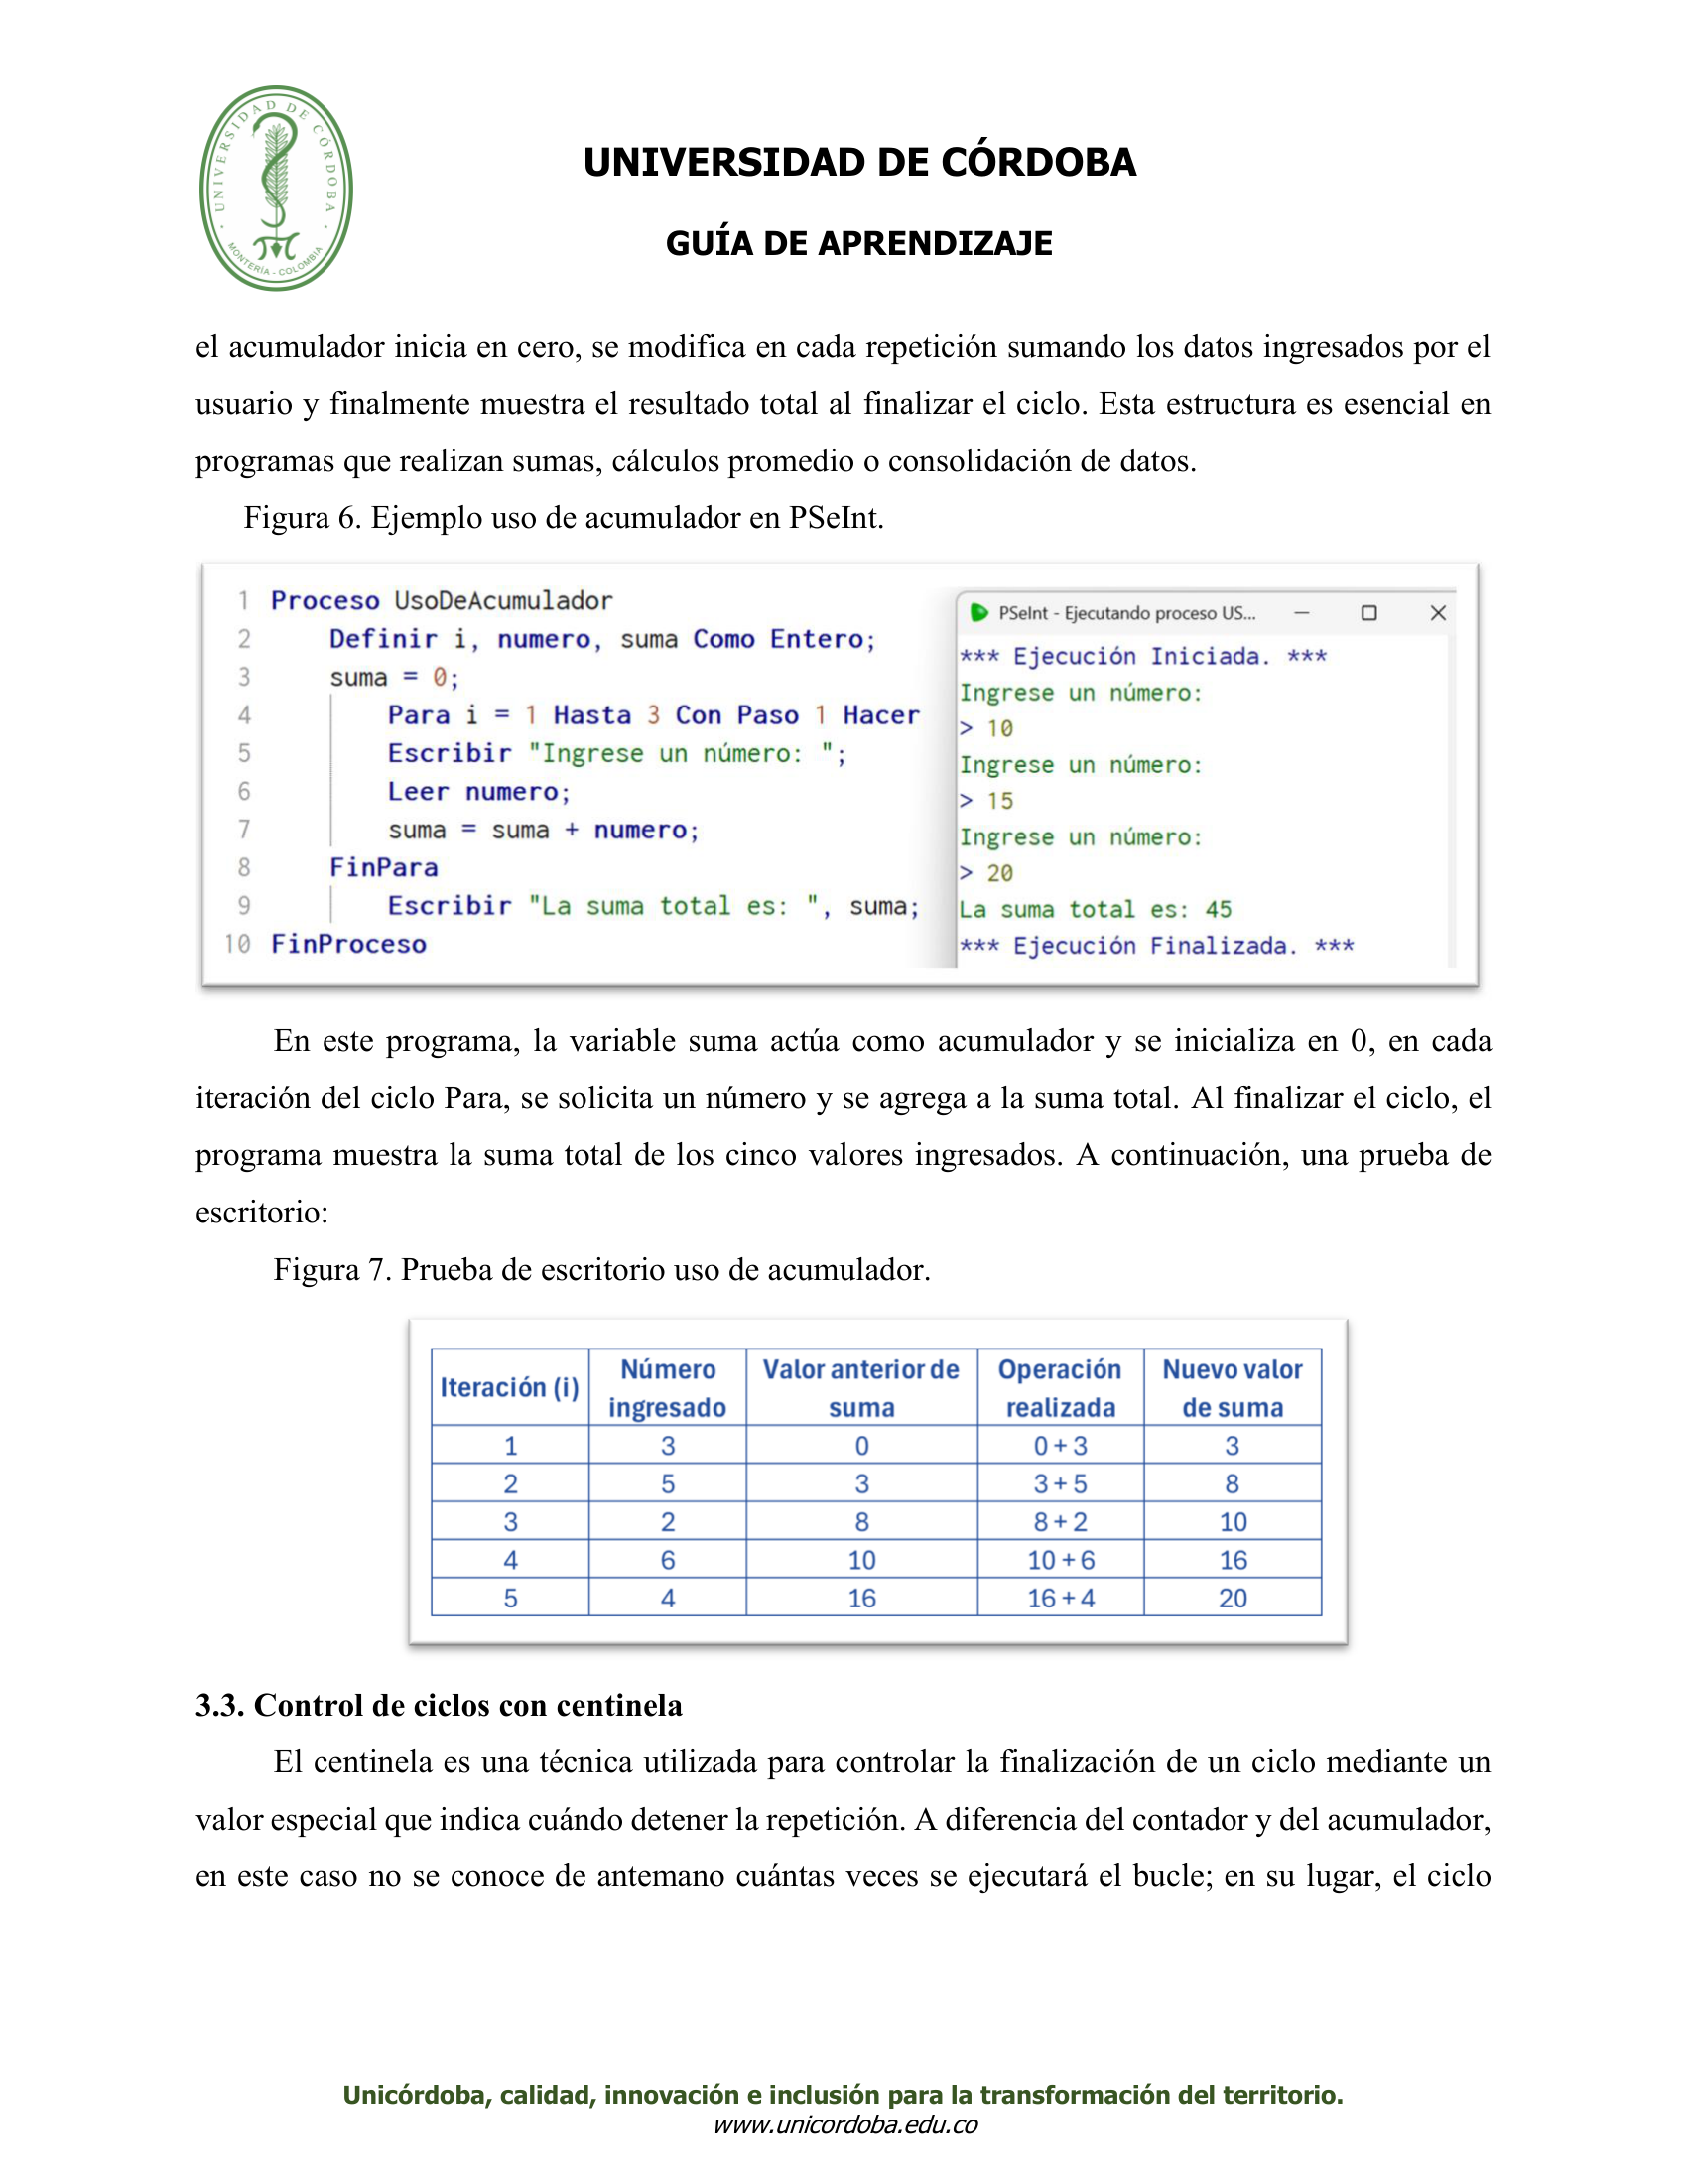 UNIVERSIDAD DE CÓRDOBA
MONTERÍA - COLOMBIA
UNIVERSIDAD DE CÓRDOBA
GUÍA DE APRENDIZAJE
el acumulador inicia en cero, se modifica en cada repetición sumando los datos ingresados por el
usuario y finalmente muestra el resultado total al finalizar el ciclo. Esta estructura es esencial en
programas que realizan sumas, cálculos promedio o consolidación de datos.
Figura 6. Ejemplo uso de acumulador en PSeInt.
1 Proceso UsoDeAcumulador
2 Definir i, numero, suma Como Entero;
3 suma = 0;
4 Para i = 1 Hasta 3 Con Paso 1 Hacer
5 Escribir "Ingrese un número: ";
6 Leer numero;
7 suma = suma + numero;
8 FinPara
9 Escribir "La suma total es: ", suma;
10 FinProceso
PSeInt - Ejecutando proceso US...
*** Ejecución Iniciada. ***
Ingrese un número:
> 10
Ingrese un número:
> 15
Ingrese un número:
> 20
La suma total es: 45
*** Ejecución Finalizada. ***
En este programa, la variable suma actúa como acumulador y se inicializa en 0, en cada
iteración del ciclo Para, se solicita un número y se agrega a la suma total. Al finalizar el ciclo, el
programa muestra la suma total de los cinco valores ingresados. A continuación, una prueba de
escritorio:
Figura 7. Prueba de escritorio uso de acumulador.
Iteración (i) Número ingresado Valor anterior de suma Operación realizada Nuevo valor de suma
1 3 0 0 + 3 3
2 5 3 3 + 5 8
3 2 8 8 + 2 10
4 6 10 10 + 6 16
5 4 16 16 + 4 20
3.3. Control de ciclos con centinela
El centinela es una técnica utilizada para controlar la finalización de un ciclo mediante un
valor especial que indica cuándo detener la repetición. A diferencia del contador y del acumulador,
en este caso no se conoce de antemano cuántas veces se ejecutará el bucle; en su lugar, el ciclo
Unicórdoba, calidad, innovación e inclusión para la transformación del territorio.
www.unicordoba.edu.co